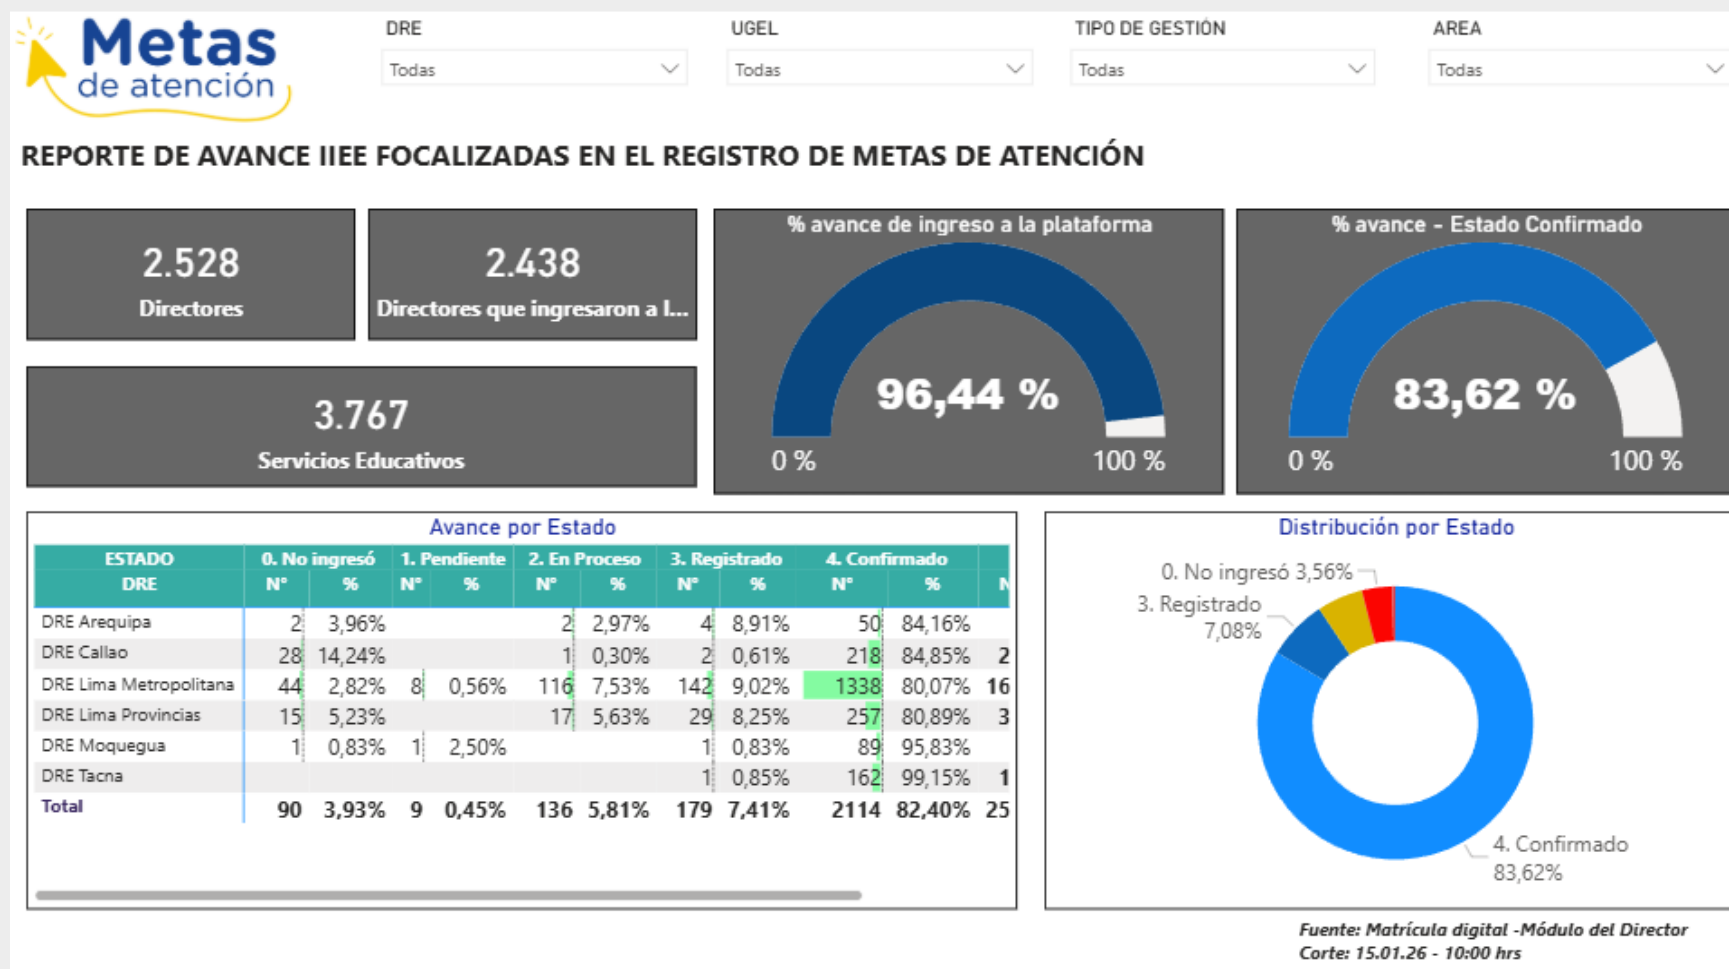 Metas
de atención
DRE
Todas
UGEL
Todas
TIPO DE GESTIÓN
Todas
AREA
Todas
REPORTE DE AVANCE IIEE FOCALIZADAS EN EL REGISTRO DE METAS DE ATENCIÓN
2.528
Directores
2.438
Directores que ingresaron a l...
3.767
Servicios Educativos
% avance de ingreso a la plataforma
96,44 %
0 % 100 %
% avance - Estado Confirmado
83,62 %
0 % 100 %
Avance por Estado
ESTADO 0. No ingresó 1. Pendiente 2. En Proceso 3. Registrado 4. Confirmado
DRE N° % N° % N° % N° % N° % N
DRE Arequipa 2 3,96% 2 2,97% 4 8,91% 50 84,16%
DRE Callao 28 14,24% 1 0,30% 2 0,61% 218 84,85% 2
DRE Lima Metropolitana 44 2,82% 8 0,56% 116 7,53% 142 9,02% 1338 80,07% 16
DRE Lima Provincias 15 5,23% 17 5,63% 29 8,25% 257 80,89% 3
DRE Moquegua 1 0,83% 1 2,50% 1 0,83% 89 95,83%
DRE Tacna 1 0,85% 162 99,15% 1
Total 90 3,93% 9 0,45% 136 5,81% 179 7,41% 2114 82,40% 25
Distribución por Estado
0. No ingresó 3,56%
3. Registrado
7,08%
4. Confirmado
83,62%
Fuente: Matrícula digital -Módulo del Director
Corte: 15.01.26 - 10:00 hrs